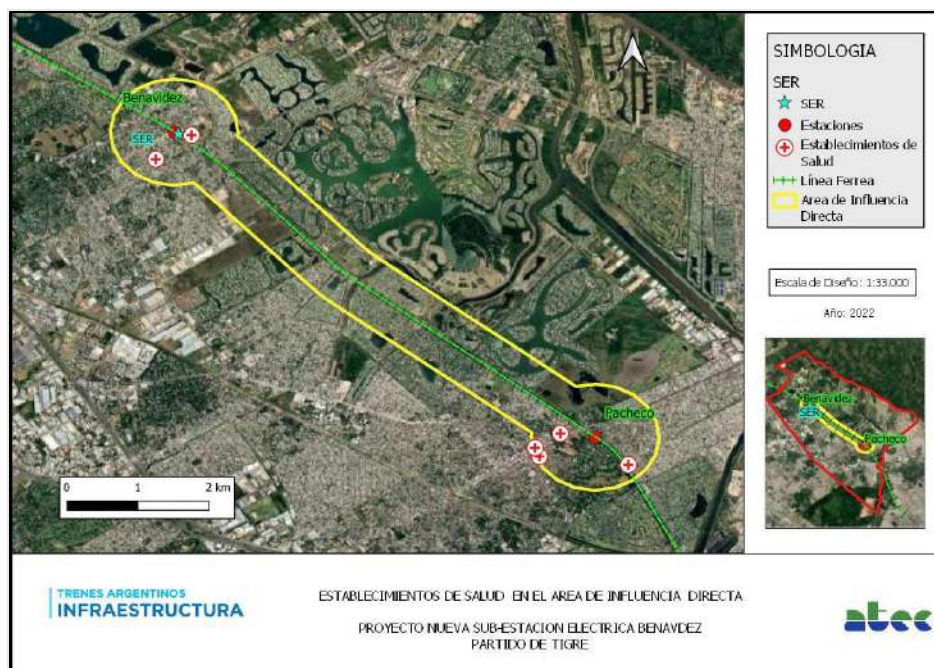 Benavidez
SER
Pacheco
0 1 2 km
SIMBOLOGIA
SER
SER
Estaciones
Establecimientos de
Salud
Línea Ferrea
Area de Influencia
Directa
Escala de Diseño: 1:33.000
Año: 2022
Benavidez
SER
Pacheco
TRENES ARGENTINOS
INFRAESTRUCTURA
ESTABLECIMIENTOS DE SALUD EN EL AREA DE INFLUENCIA DIRECTA
PROYECTO NUEVA SUB-ESTACION ELECTRICA BENAVDEZ
PARTIDO DE TIGRE
atec